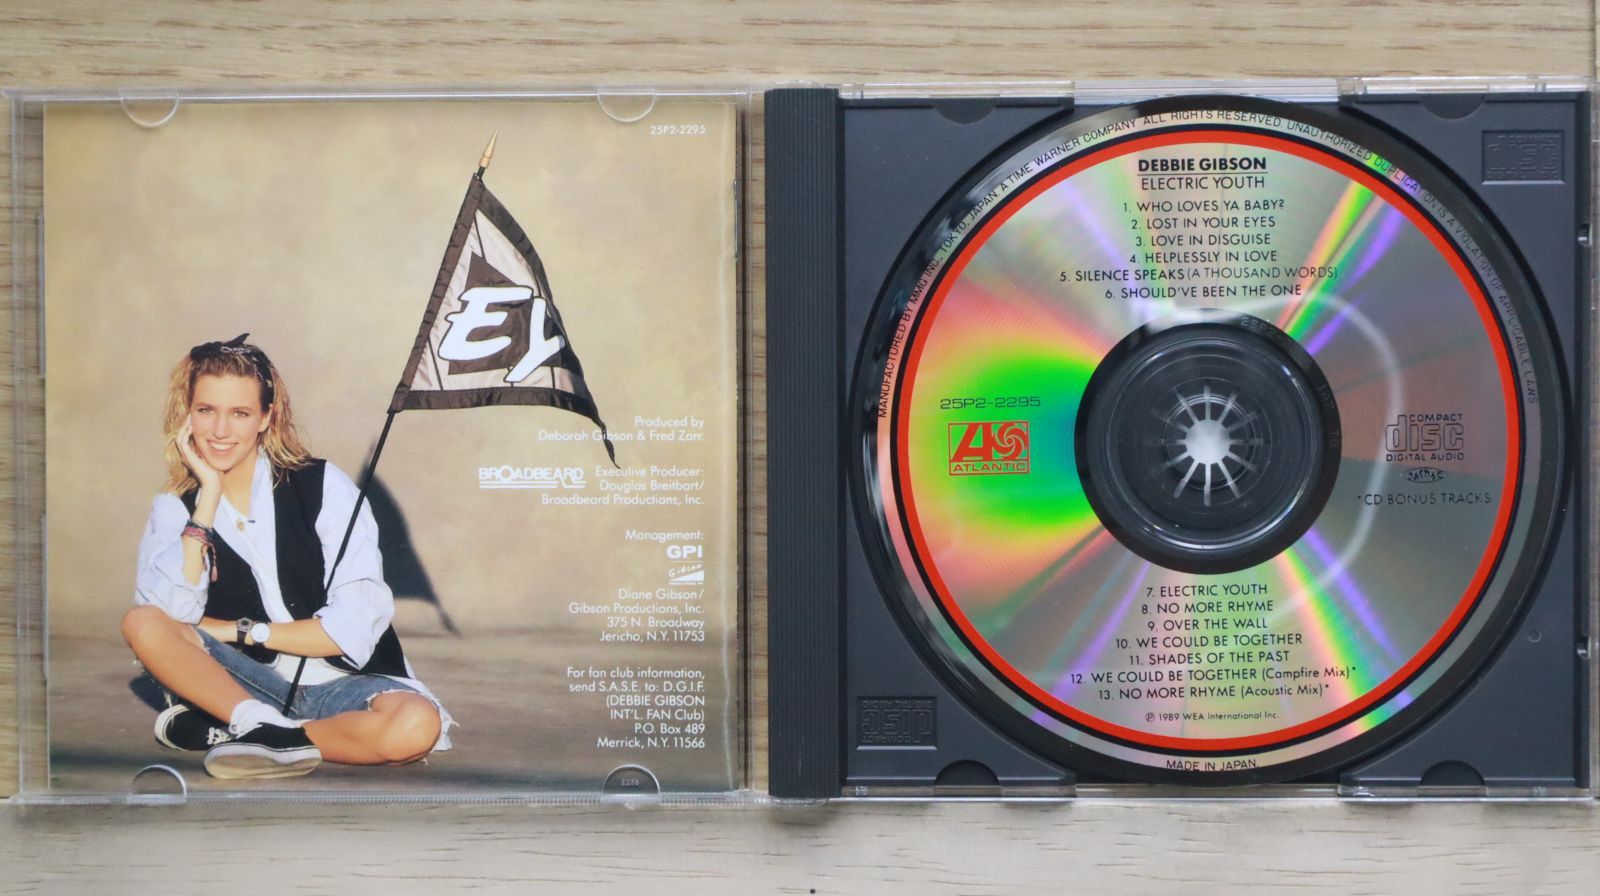 25P2-2295
EY
Produced by
Deborah Gibson & Fred Zarr.
BROADBEARD
Executive Producer:
Douglas Breitbart/
Broadbeard Productions, Inc.
Management:
GPI
Gibson
Diane Gibson/
Gibson Productions, Inc.
375 N. Broadway
Jericho, N.Y. 11753
For fan club information,
send S.A.S.E. to: D.G.I.F.
(DEBBIE GIBSON
INT'L. FAN Club)
P.O. Box 489
Merrick, N.Y. 11566
MANUFACTURED BY MMG INC., TOKYO, JAPAN. A TIME WARNER COMPANY ALL RIGHTS RESERVED. UNAUTHORIZED DUPLICATION IS A VIOLATION OF APPLICABLE LAWS
DEBBIE GIBSON
ELECTRIC YOUTH
1. WHO LOVES YA BABY?
2. LOST IN YOUR EYES
3. LOVE IN DISGUISE
4. HELPLESSLY IN LOVE
5. SILENCE SPEAKS (A THOUSAND WORDS)
6. SHOULD'VE BEEN THE ONE
25P2-2295
ATLANTIC
COMPACT
disc
DIGITAL AUDIO
*CD BONUS TRACKS
7. ELECTRIC YOUTH
8. NO MORE RHYME
9. OVER THE WALL
10. WE COULD BE TOGETHER
11. SHADES OF THE PAST
12. WE COULD BE TOGETHER (Campfire Mix)*
13. NO MORE RHYME (Acoustic Mix)*
℗ 1989 WEA International Inc.
MADE IN JAPAN.